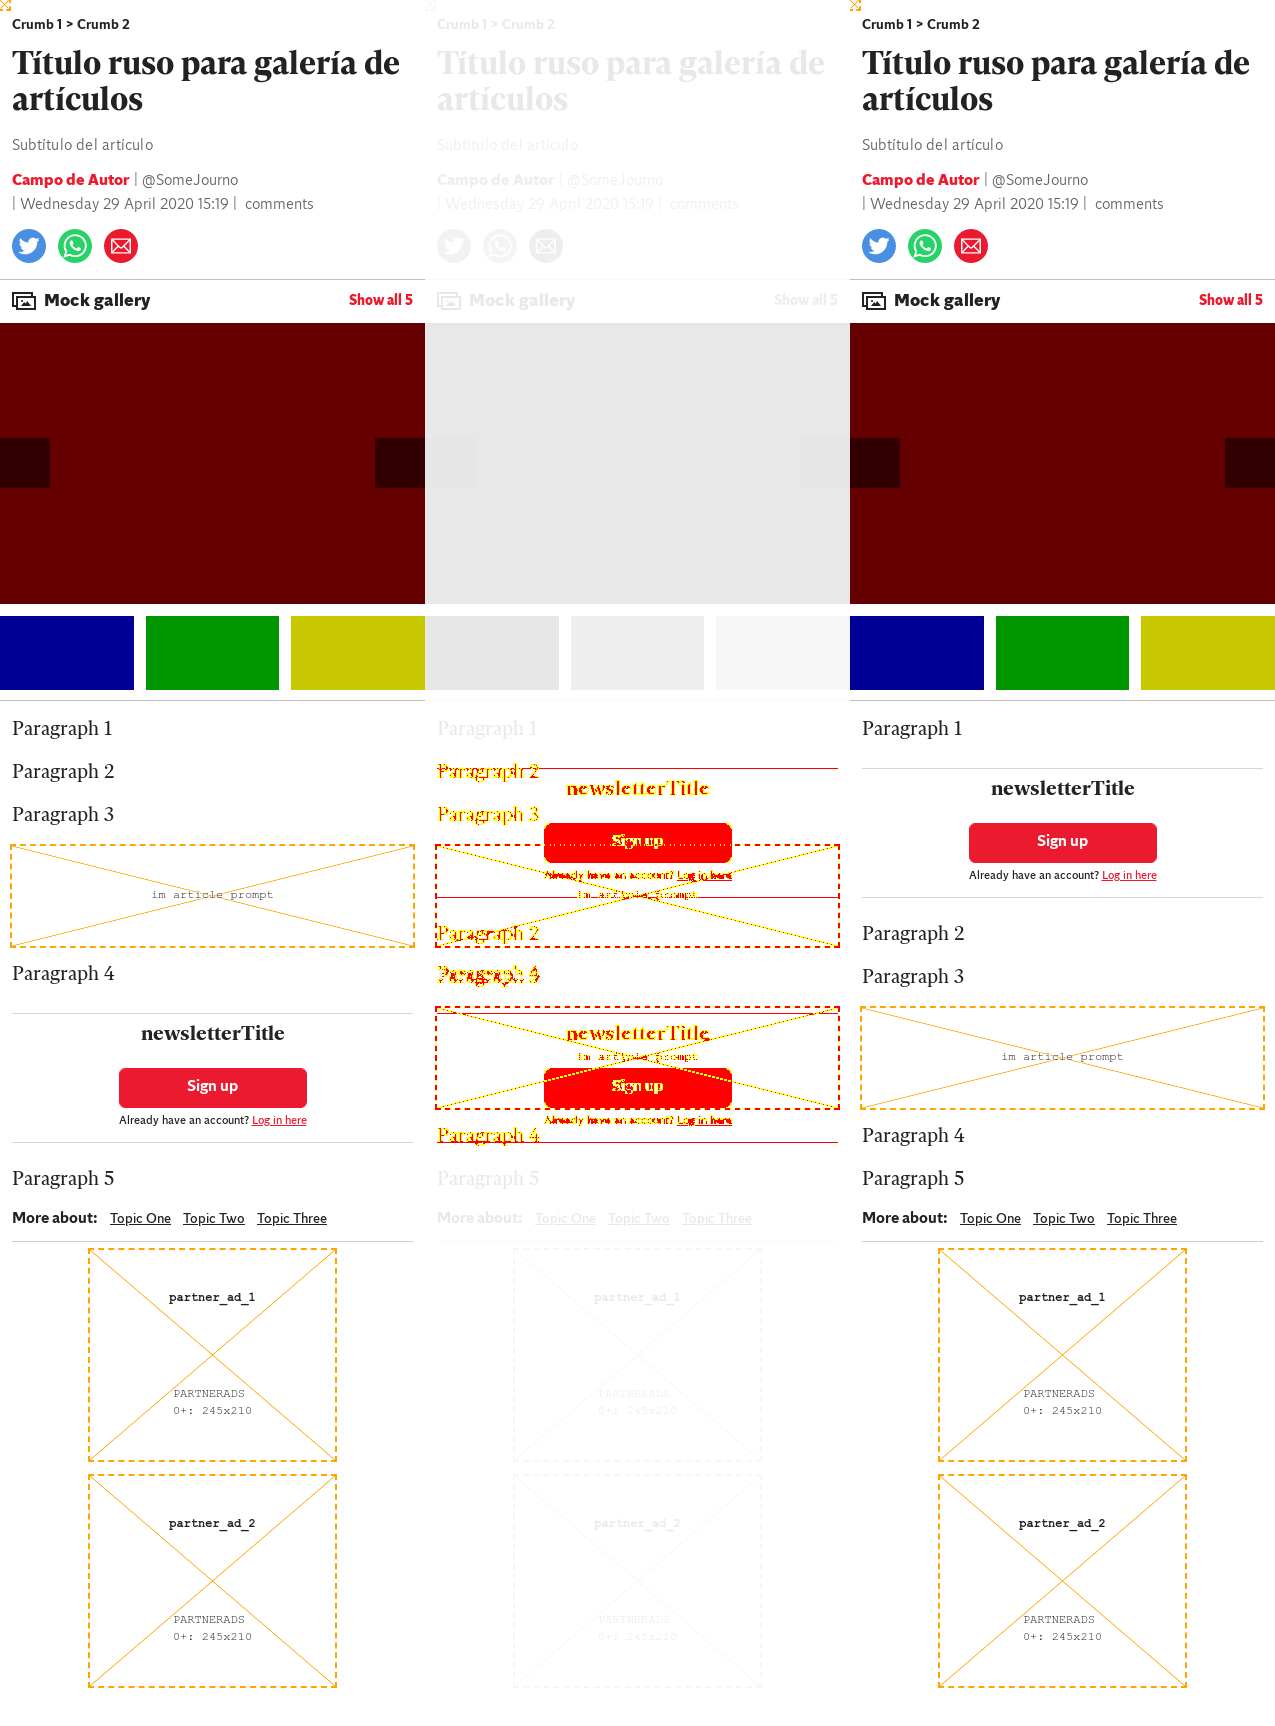 Crumb 1 > Crumb 2
Título ruso para galería de
artículos
Subtítulo del artículo
Campo de Autor | @SomeJourno
| Wednesday 29 April 2020 15:19 | comments
Mock gallery
Show all 5
Paragraph 1
Paragraph 2
Paragraph 3
im article prompt
Paragraph 4
newsletterTitle
Sign up
Already have an account? Log in here
Paragraph 5
More about: Topic One Topic Two Topic Three
partner_ad_1
PARTNERADS
0+: 245x210
partner_ad_2
PARTNERADS
0+: 245x210
Crumb 1 > Crumb 2
Título ruso para galería de
artículos
Subtítulo del artículo
Campo de Autor | @SomeJourno
| Wednesday 29 April 2020 15:19 | comments
Mock gallery
Show all 5
Paragraph 1
Paragraph 2
newsletterTitle
Paragraph 3
Sign up
Already have an account? Log in here
im article prompt
Paragraph 2
newsletterTitle
im article prompt
Sign up
Already have an account? Log in here
Paragraph 4
Paragraph 5
More about: Topic One Topic Two Topic Three
partner_ad_1
PARTNERADS
0+: 245x210
partner_ad_2
PARTNERADS
0+: 245x210
Crumb 1 > Crumb 2
Título ruso para galería de
artículos
Subtítulo del artículo
Campo de Autor | @SomeJourno
| Wednesday 29 April 2020 15:19 | comments
Mock gallery
Show all 5
Paragraph 1
newsletterTitle
Sign up
Already have an account? Log in here
Paragraph 2
Paragraph 3
im article prompt
Paragraph 4
Paragraph 5
More about: Topic One Topic Two Topic Three
partner_ad_1
PARTNERADS
0+: 245x210
partner_ad_2
PARTNERADS
0+: 245x210